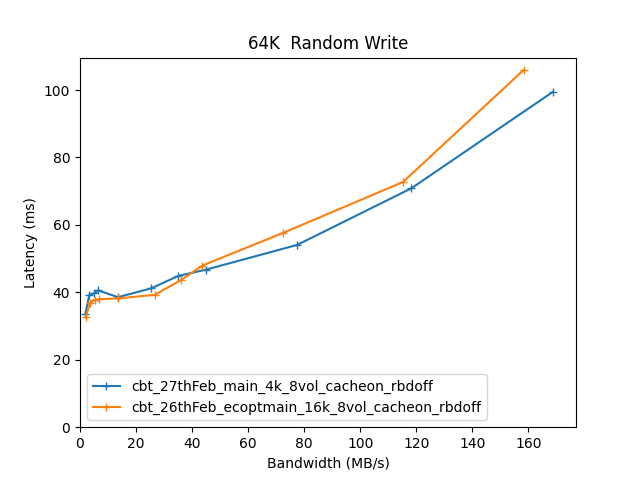 64K  Random Write
Latency (ms)
100
80
60
40
20
0
0 20 40 60 80 100 120 140 160
Bandwidth (MB/s)
cbt_27thFeb_main_4k_8vol_cacheon_rbdoff
cbt_26thFeb_ecoptmain_16k_8vol_cacheon_rbdoff